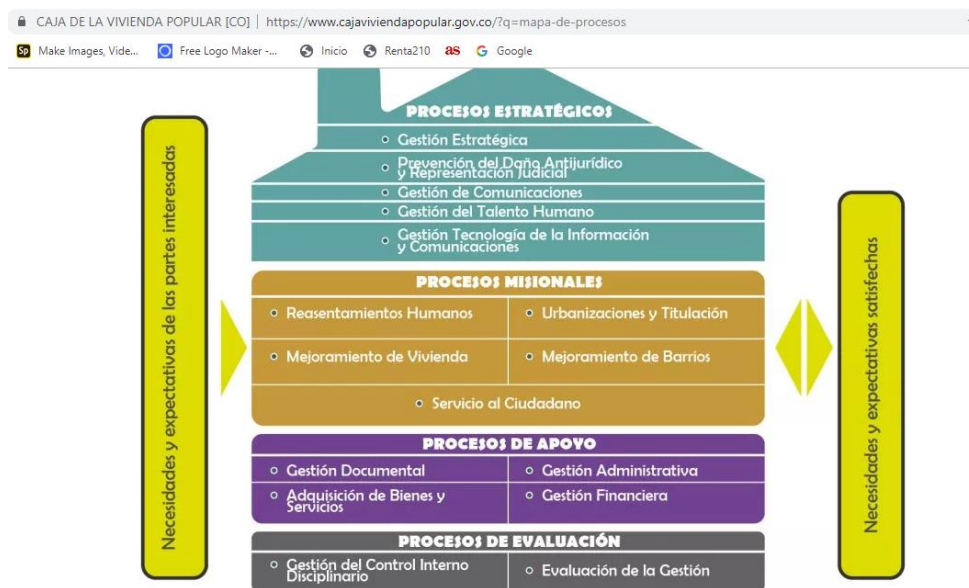 CAJA DE LA VIVIENDA POPULAR [CO] | https://www.cajaviviendapopular.gov.co/?q=mapa-de-procesos
Make Images, Vide...
Free Logo Maker -...
Inicio
Renta210
as
Google
Necesidades y expectativas de las partes interesadas
PROCESOS ESTRATÉGICOS
Gestión Estratégica
Prevención del Daño Antijurídico
y Representación Judicial
Gestión de Comunicaciones
Gestión del Talento Humano
Gestión Tecnología de la Información
y Comunicaciones
PROCESOS MISIONALES
Reasentamientos Humanos
Urbanizaciones y Titulación
Mejoramiento de Vivienda
Mejoramiento de Barrios
Servicio al Ciudadano
PROCESOS DE APOYO
Gestión Documental
Gestión Administrativa
Adquisición de Bienes y
Servicios
Gestión Financiera
PROCESOS DE EVALUACIÓN
Gestión del Control Interno
Disciplinario
Evaluación de la Gestión
Necesidades y expectativas satisfechas